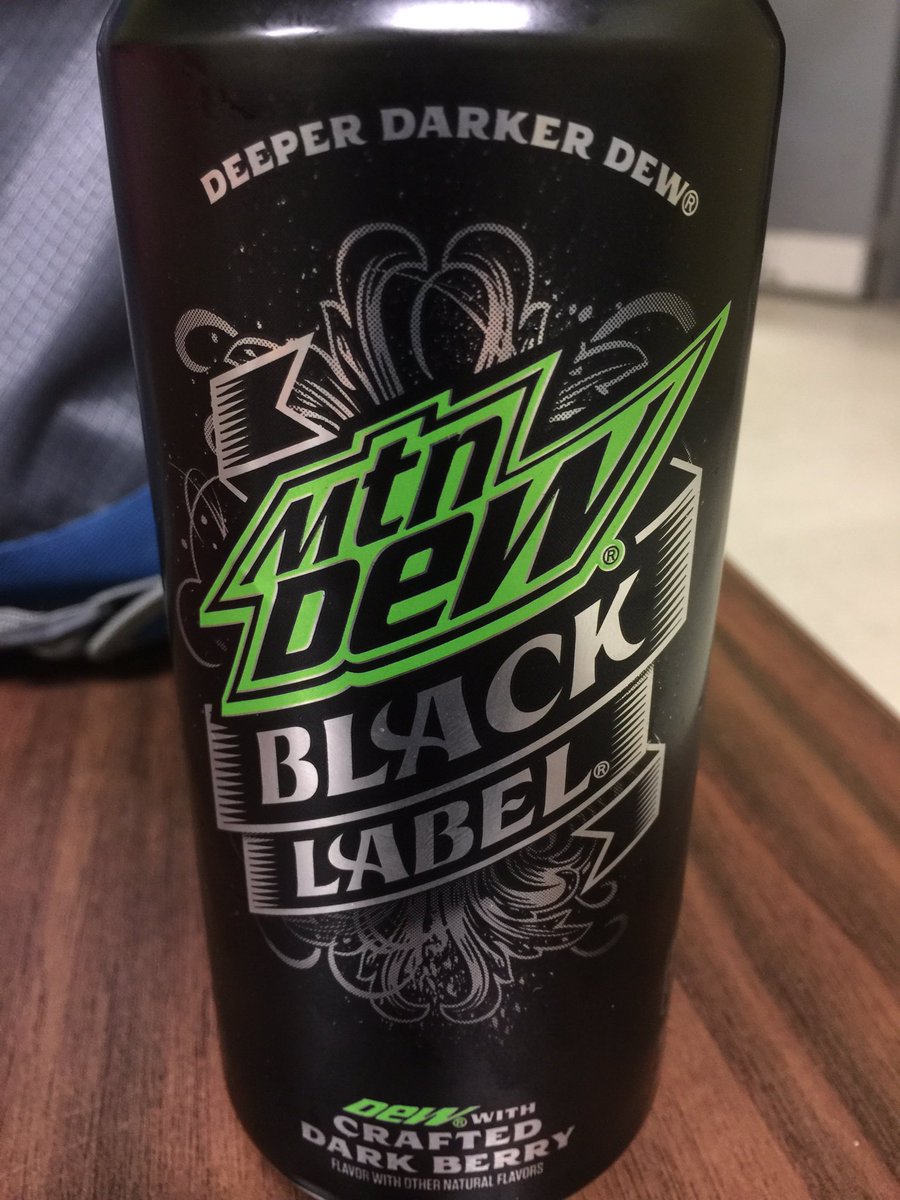 DEEPER DARKER DEW®
Mtn
DEW®
BLACK
LABEL®
DEW® WITH
CRAFTED
DARK BERRY
FLAVOR WITH OTHER NATURAL FLAVORS